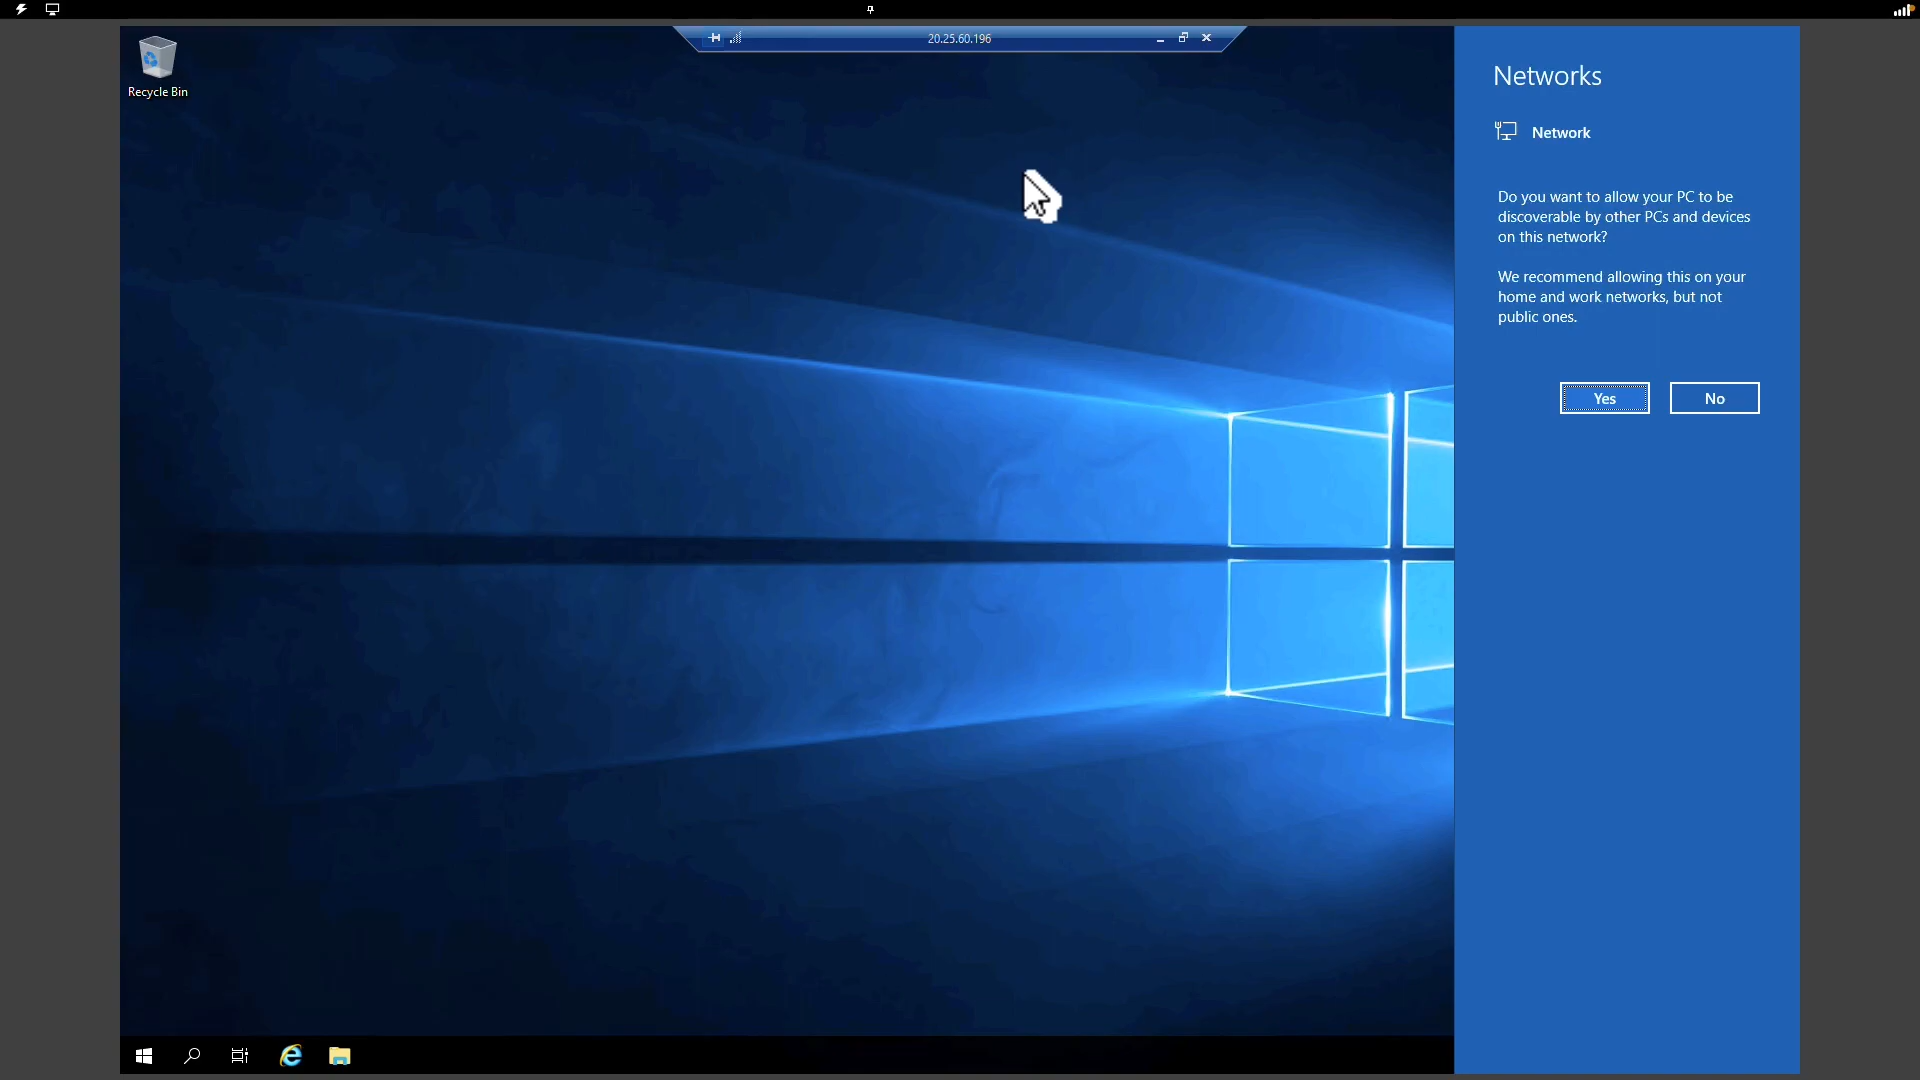 20.25.60.196
Recycle Bin
Networks
Network
Do you want to allow your PC to be
discoverable by other PCs and devices
on this network?
We recommend allowing this on your
home and work networks, but not
public ones.
Yes
No